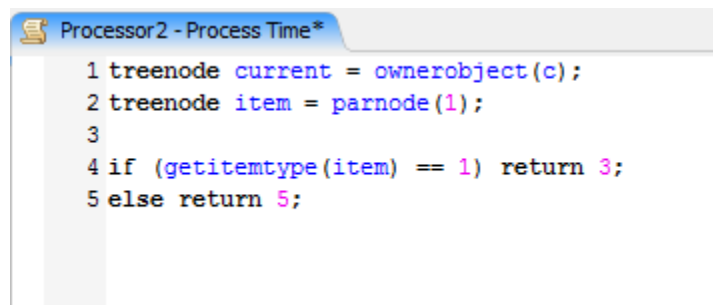 Processor2 - Process Time*
1 treenode current = ownerobject(c);
2 treenode item = parnode(1);
3
4 if (getitemtype(item) == 1) return 3;
5 else return 5;